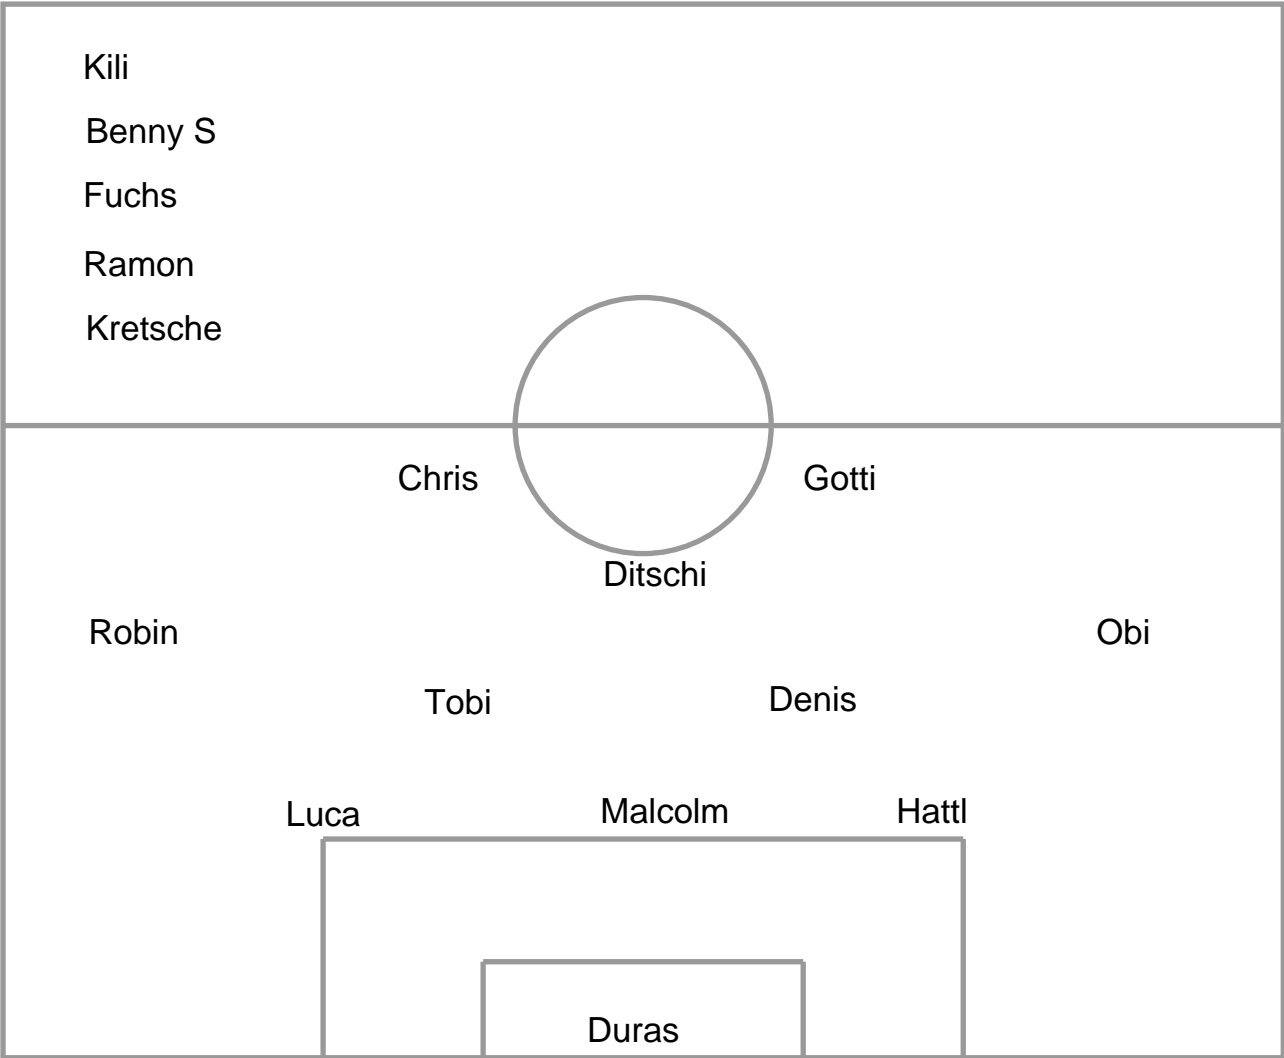 Kili
Benny S
Fuchs
Ramon
Kretsche
Chris
Gotti
Ditschi
Robin
Obi
Tobi
Denis
Luca
Malcolm
Hattl
Duras